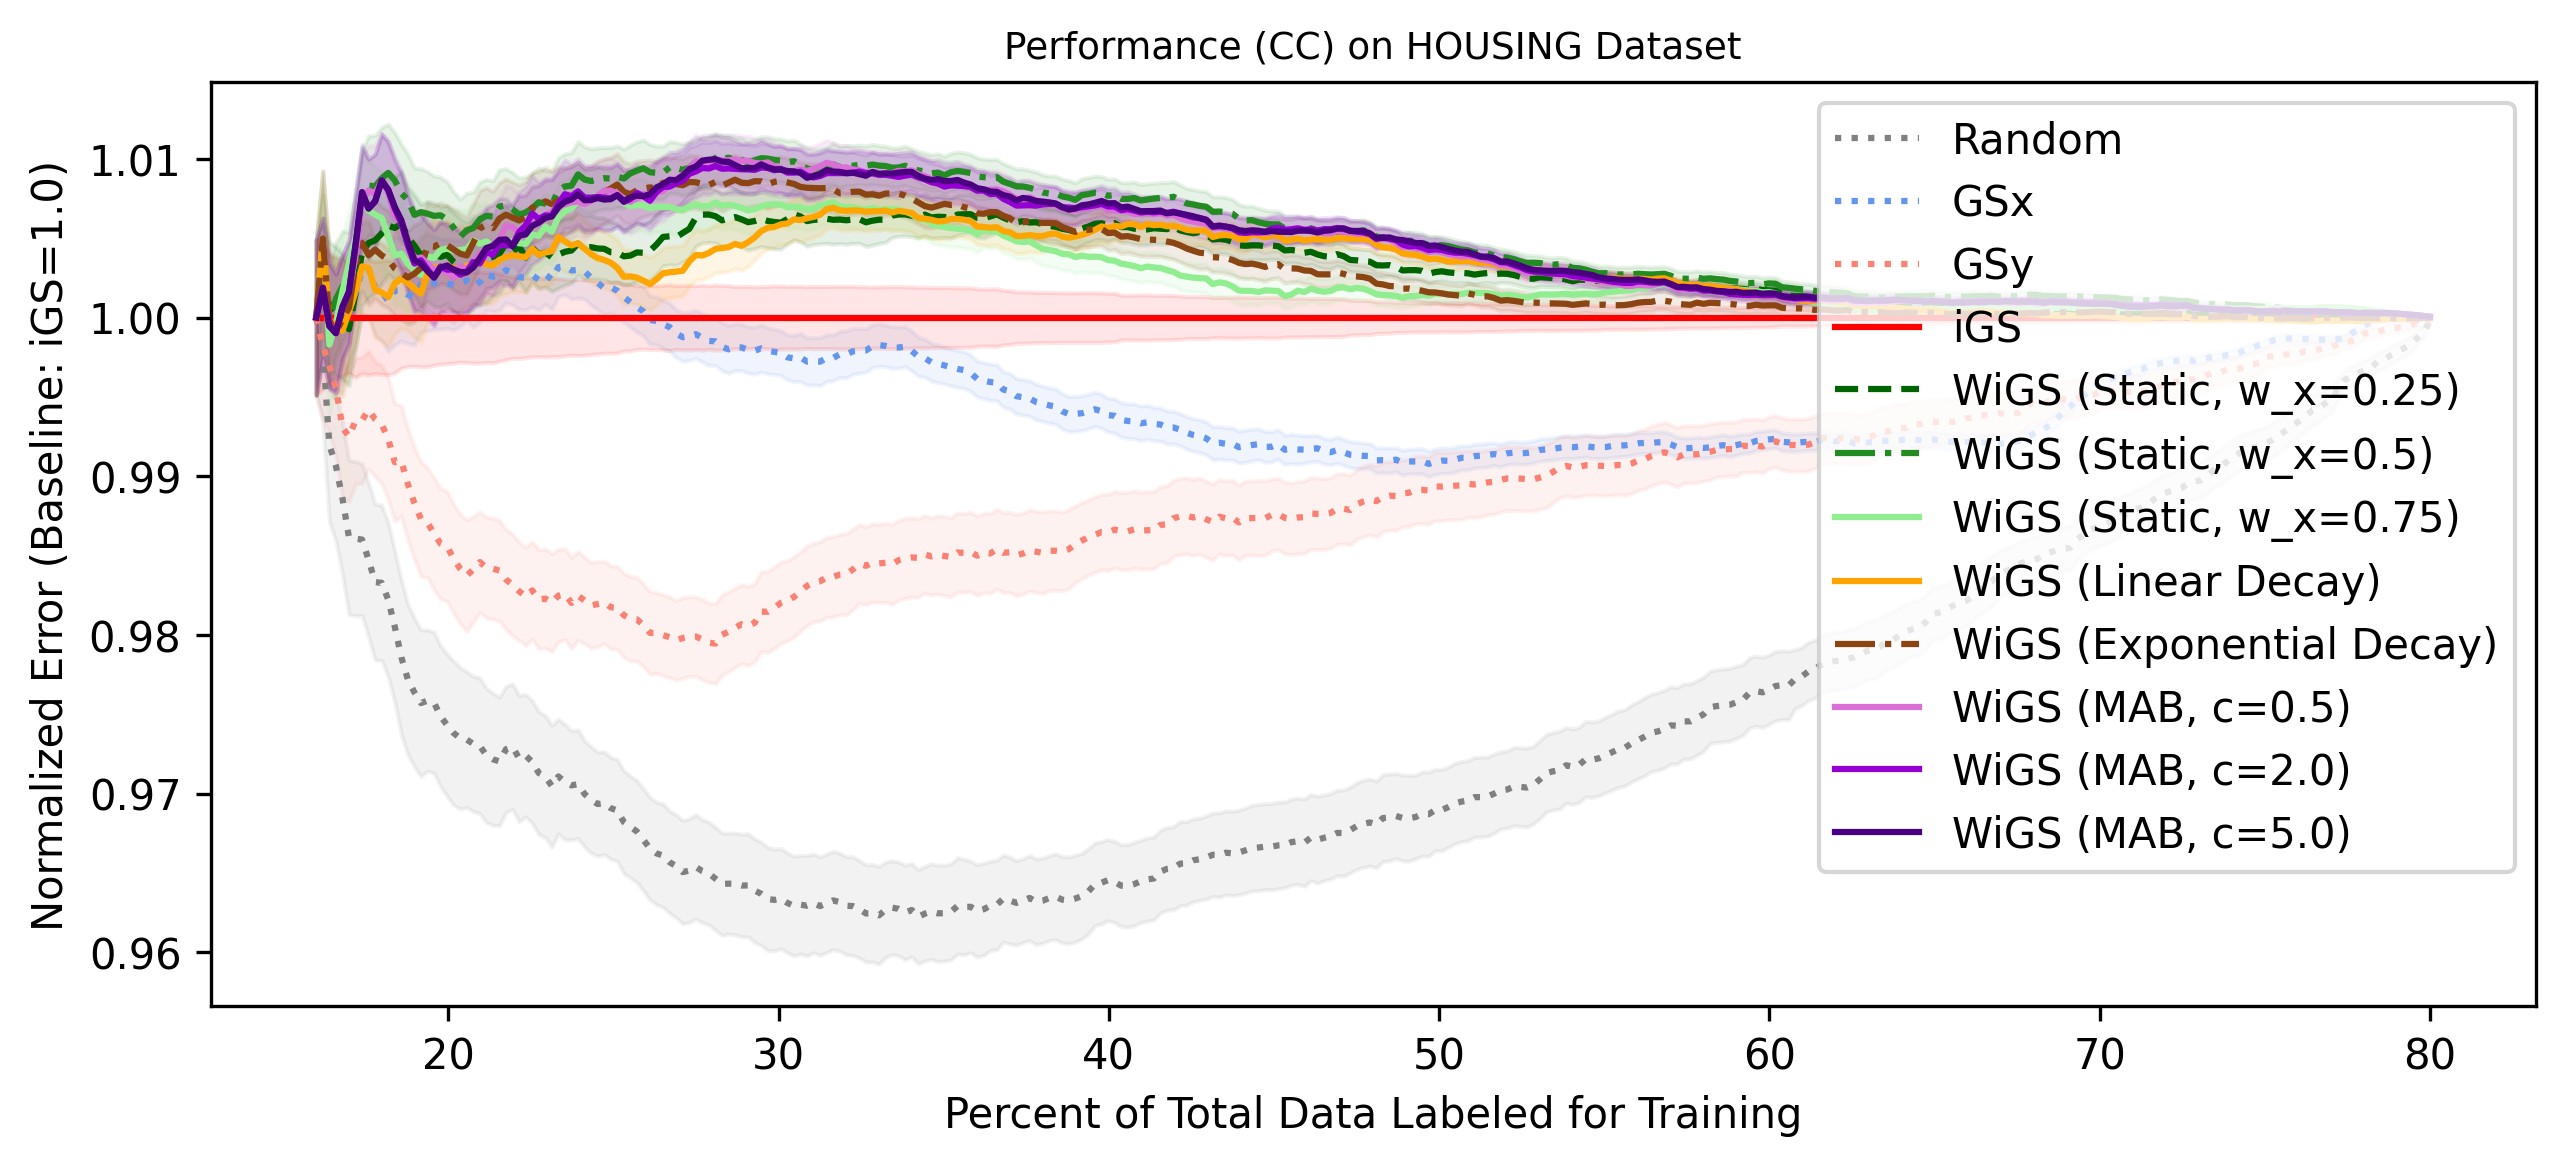 Performance (CC) on HOUSING Dataset
Normalized Error (Baseline: iGS=1.0)
1.01
1.00
0.99
0.98
0.97
0.96
Random
GSx
GSy
iGS
WiGS (Static, w_x=0.25)
WiGS (Static, w_x=0.5)
WiGS (Static, w_x=0.75)
WiGS (Linear Decay)
WiGS (Exponential Decay)
WiGS (MAB, c=0.5)
WiGS (MAB, c=2.0)
WiGS (MAB, c=5.0)
20 30 40 50 60 70 80
Percent of Total Data Labeled for Training